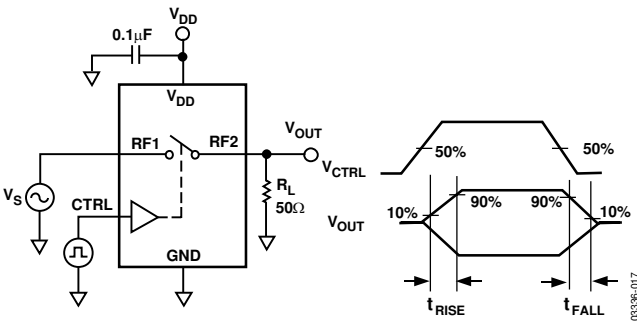 VDD
0.1μF
VDD
RF1
RF2
VOUT
VS
CTRL
RL
50Ω
GND
VCTRL
50%
50%
VOUT
10%
90%
90%
10%
tRISE
tFALL
03336-017